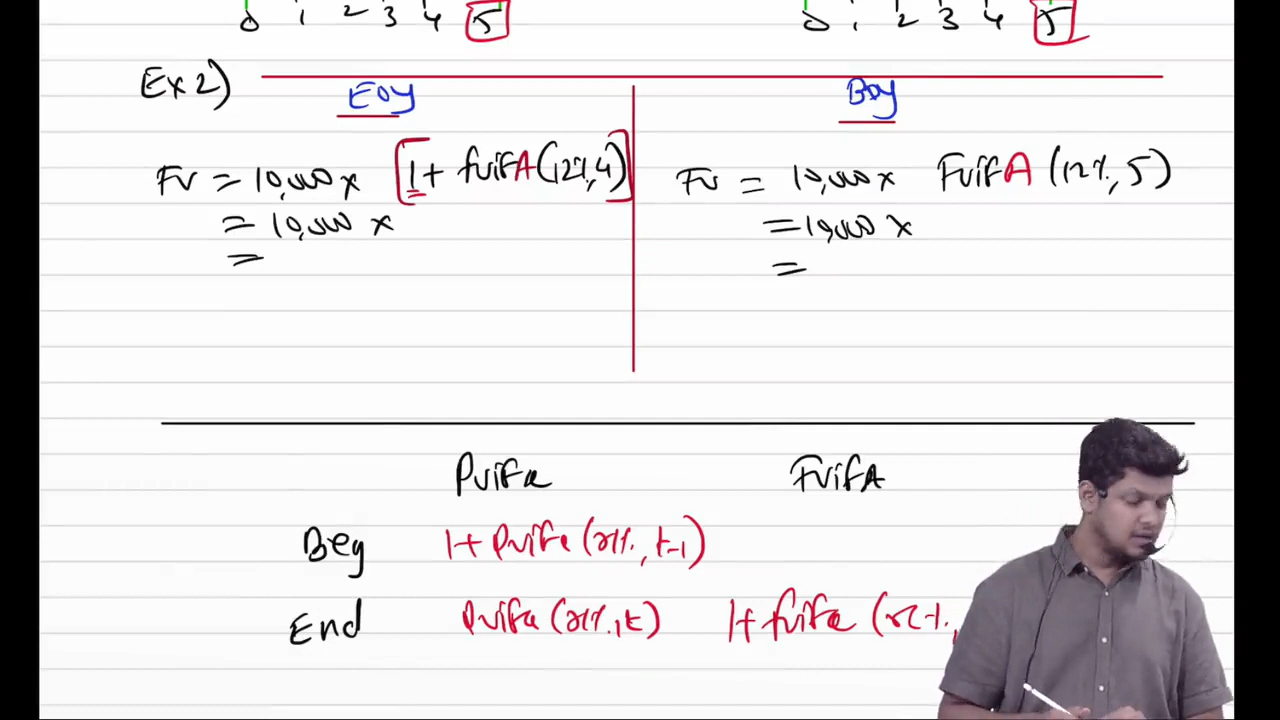 0 1 2 3 4 5 0 1 2 3 4 5
Ex 2)
EOY BOY
FV = 10,000 x [1 + fvifA(12%,4)] FV = 10,000 x FvifA (12%, 5)
= 10,000 x = 10,000 x
= =
Pvifa FvifA
Beg 1+ Pvifa (r%, t-1)
End Pvifa (r%, t) 1+ fvifa (r%,